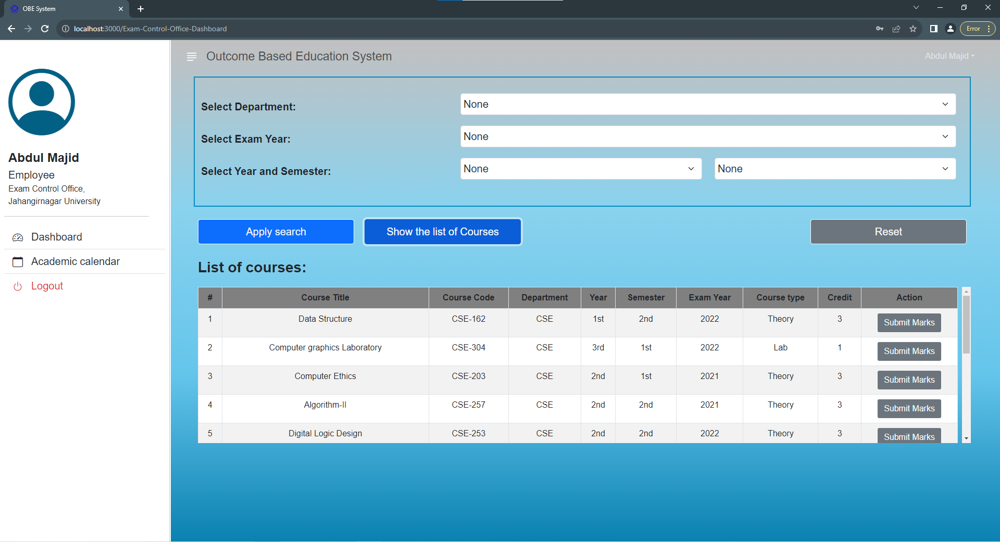 OBE System
localhost:3000/Exam-Control-Office-Dashboard
Error
Outcome Based Education System
Abdul Majid
Abdul Majid
Employee
Exam Control Office,
Jahangirnagar University
Dashboard
Academic calendar
Logout
Select Department:
None
Select Exam Year:
None
Select Year and Semester:
None
None
Apply search
Show the list of Courses
Reset
List of courses:
# Course Title Course Code Department Year Semester Exam Year Course type Credit Action
1 Data Structure CSE-162 CSE 1st 2nd 2022 Theory 3 Submit Marks
2 Computer graphics Laboratory CSE-304 CSE 3rd 1st 2022 Lab 1 Submit Marks
3 Computer Ethics CSE-203 CSE 2nd 1st 2021 Theory 3 Submit Marks
4 Algorithm-II CSE-257 CSE 2nd 2nd 2021 Theory 3 Submit Marks
5 Digital Logic Design CSE-253 CSE 2nd 2nd 2022 Theory 3 Submit Marks